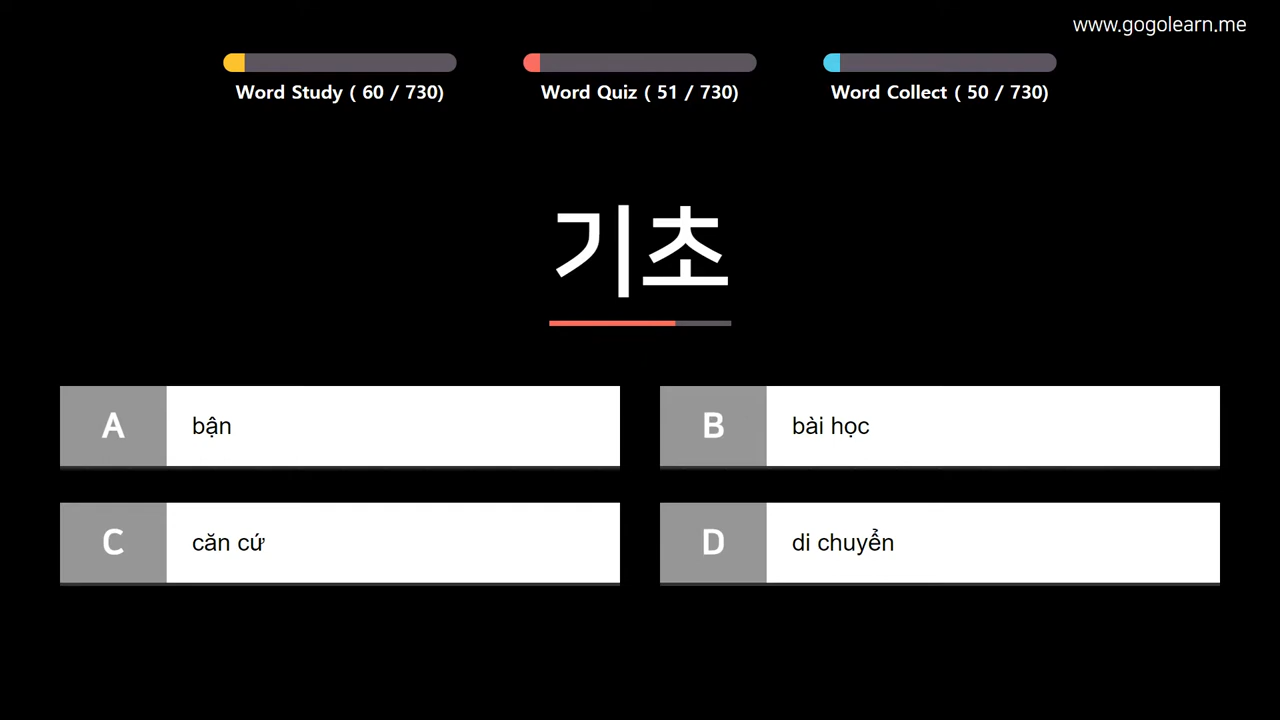 www.gogolearn.me
Word Study ( 60 / 730)
Word Quiz ( 51 / 730)
Word Collect ( 50 / 730)
기초
A
bận
B
bài học
C
căn cứ
D
di chuyển